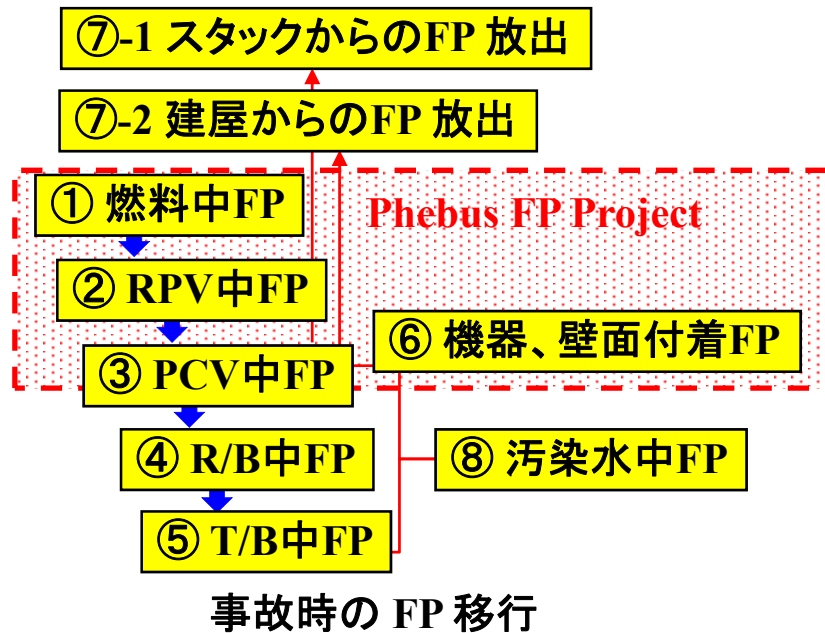 ⑦-1 スタックからのFP 放出
⑦-2 建屋からのFP 放出
① 燃料中FP
Phebus FP Project
② RPV中FP
⑥ 機器、壁面付着FP
③ PCV中FP
④ R/B中FP
⑧ 汚染水中FP
⑤ T/B中FP
事故時の FP 移行